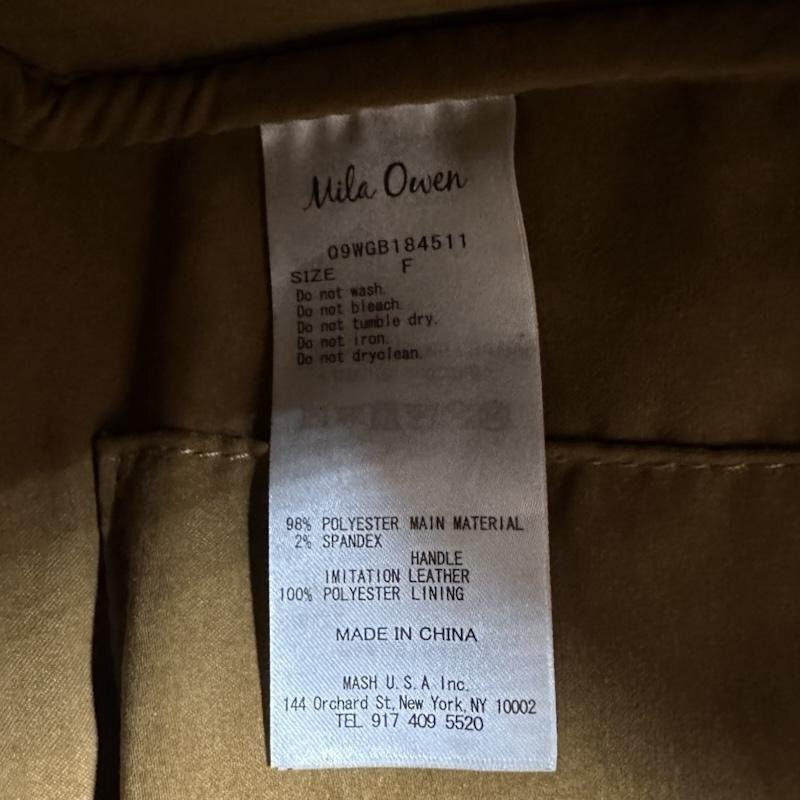 Mila Owen
09WGB184511
SIZE F
Do not wash.
Do not bleach.
Do not tumble dry.
Do not iron.
Do not dryclean.
98% POLYESTER MAIN MATERIAL
2% SPANDEX
HANDLE
IMITATION LEATHER
100% POLYESTER LINING
MADE IN CHINA
MASH U.S.A Inc.
144 Orchard St, New York, NY 10002
TEL 917 409 5520